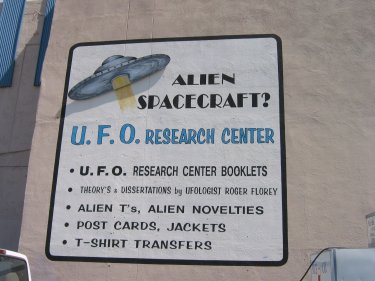 ALIEN
SPACECRAFT?
U.F.O. RESEARCH CENTER
• U.F.O. RESEARCH CENTER BOOKLETS
• THEORY'S & DISSERTATIONS by UFOLOGIST ROGER FLOREY
• ALIEN T's, ALIEN NOVELTIES
• POST CARDS, JACKETS
• T-SHIRT TRANSFERS